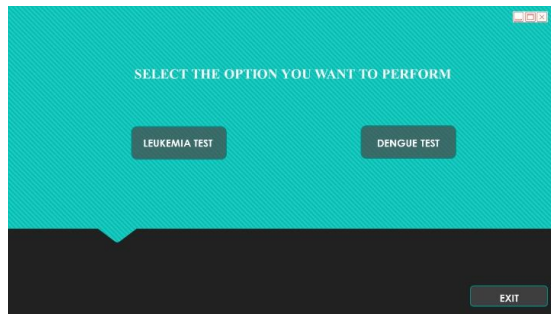 SELECT THE OPTION YOU WANT TO PERFORM
LEUKEMIA TEST
DENGUE TEST
EXIT